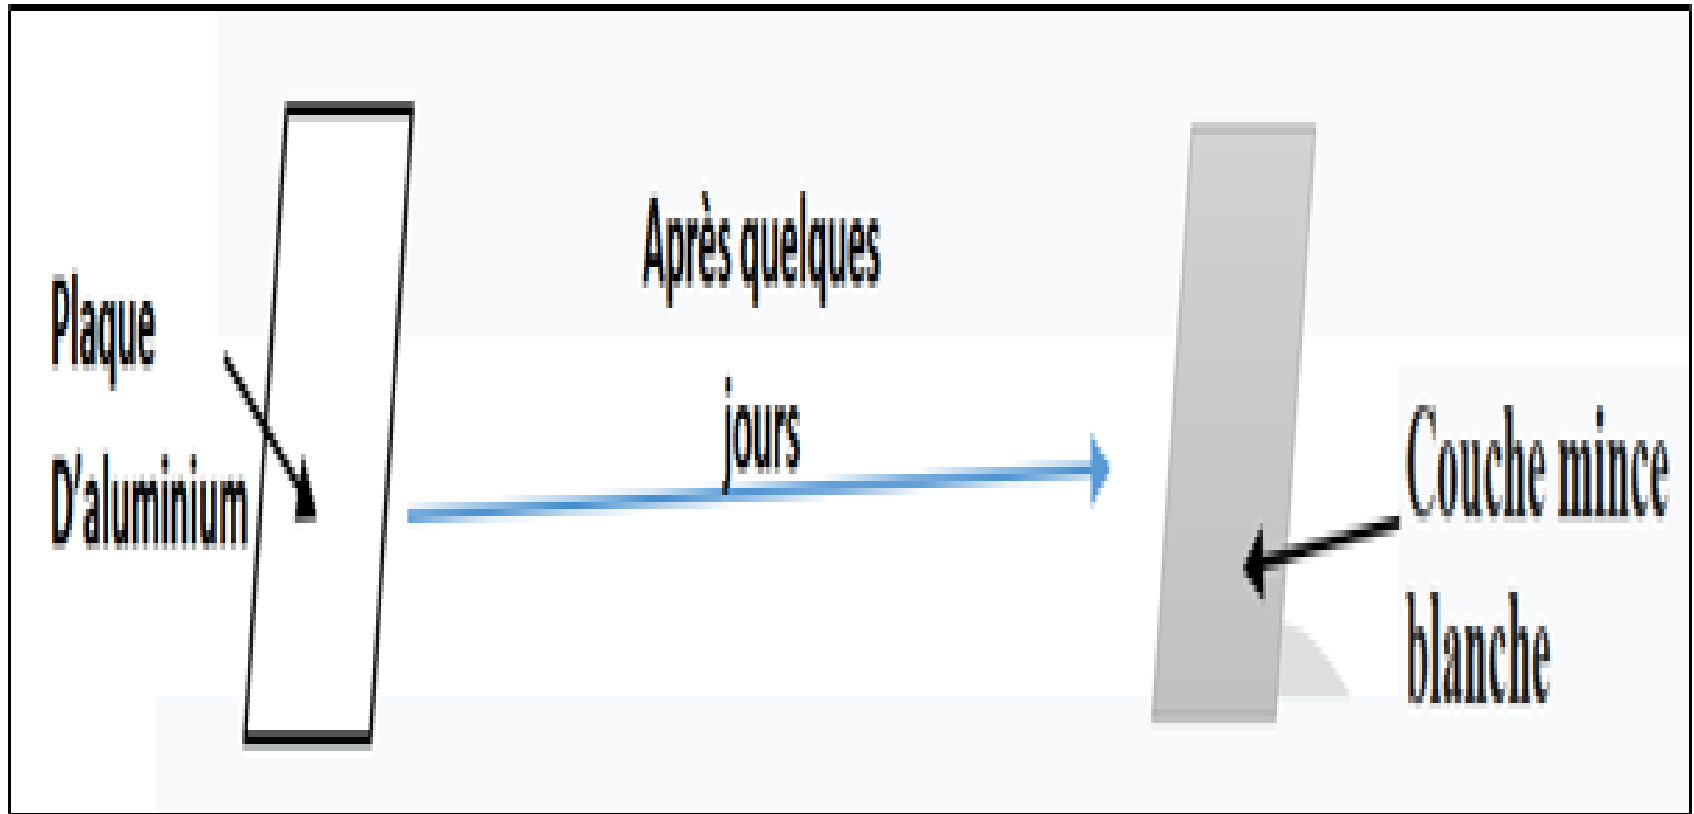 Plaque
D'aluminium
Après quelques
jours
Couche mince
blanche